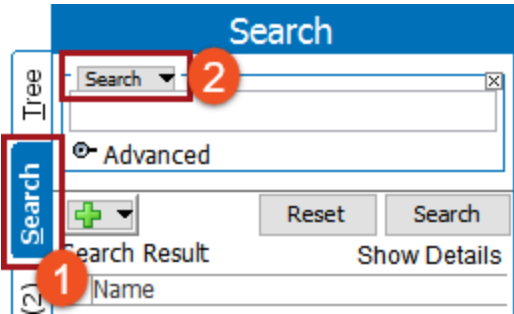 Search
Tree
Search
2
Advanced
Search
Reset
Search
Search Result
Show Details
1
Name
(2)